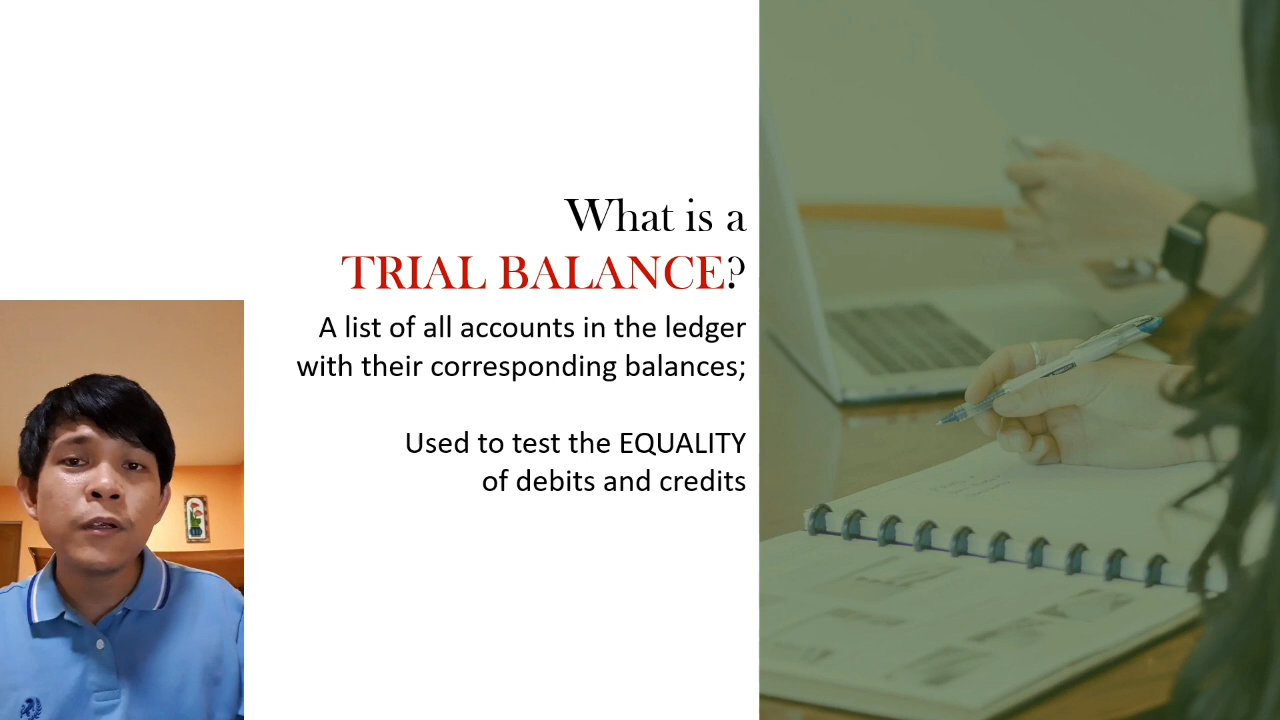 What is a
TRIAL BALANCE?
A list of all accounts in the ledger
with their corresponding balances;
Used to test the EQUALITY
of debits and credits